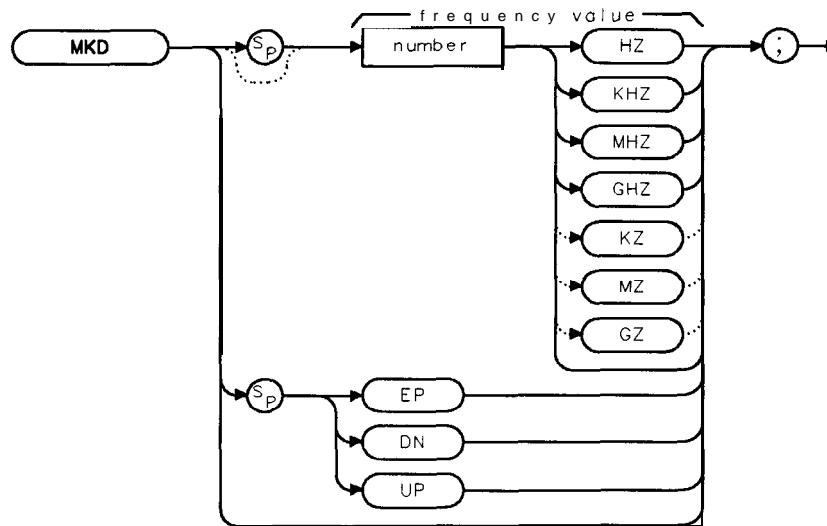 frequency value
MKD
SP
number
HZ
;
KHZ
MHZ
GHZ
KZ
MZ
GZ
SP
EP
DN
UP